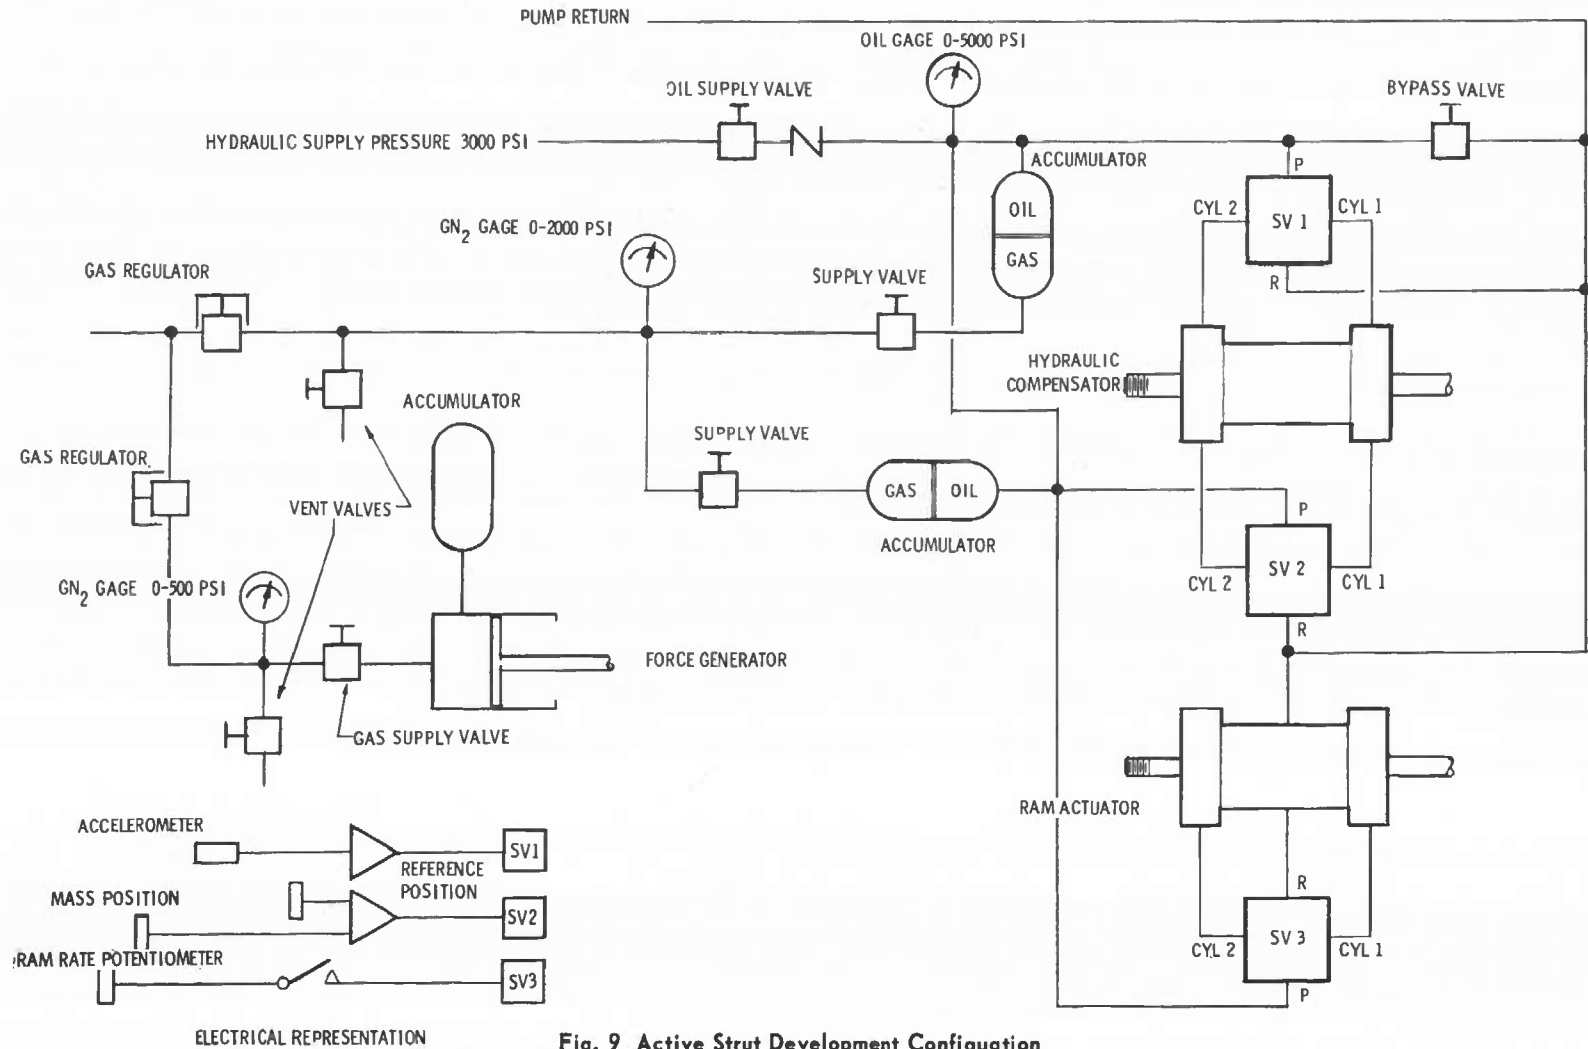 PUMP RETURN
OIL GAGE 0-5000 PSI
OIL SUPPLY VALVE
BYPASS VALVE
HYDRAULIC SUPPLY PRESSURE 3000 PSI
ACCUMULATOR
P
OIL
GAS
CYL 2
SV 1
CYL 1
R
GN2 GAGE 0-2000 PSI
GAS REGULATOR
SUPPLY VALVE
HYDRAULIC
COMPENSATOR
ACCUMULATOR
SUPPLY VALVE
GAS REGULATOR
VENT VALVES
GAS
OIL
ACCUMULATOR
P
CYL 2
SV 2
CYL 1
R
GN2 GAGE 0-500 PSI
FORCE GENERATOR
GAS SUPPLY VALVE
RAM ACTUATOR
R
CYL 2
SV 3
CYL 1
P
ACCELEROMETER
SV1
REFERENCE
POSITION
MASS POSITION
SV2
RAM RATE POTENTIOMETER
SV3
ELECTRICAL REPRESENTATION
Fig. 9 Active Strut Development Configuation